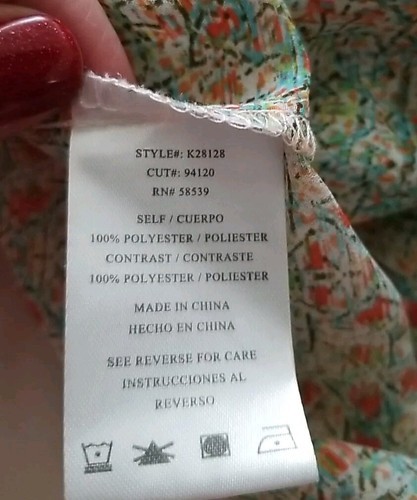 STYLE#: K28128
CUT#: 94120
RN# 58539
SELF / CUERPO
100% POLYESTER / POLIESTER
CONTRAST / CONTRASTE
100% POLYESTER / POLIESTER
MADE IN CHINA
HECHO EN CHINA
SEE REVERSE FOR CARE
INSTRUCCIONES AL
REVERSO